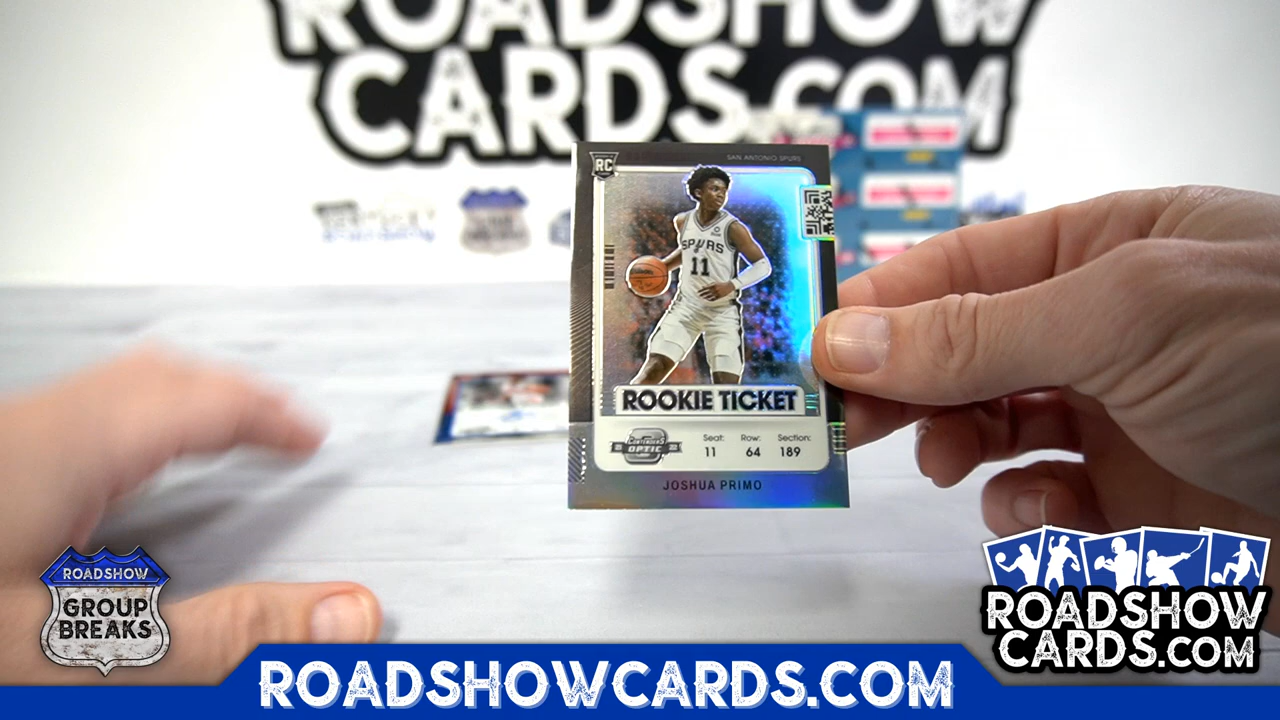 ROADSHOW
CARDS.COM
RC
SAN ANTONIO SPURS
SPURS
11
ROOKIE TICKET
CONTENDERS
OPTIC
Seat: Row: Section:
11 64 189
JOSHUA PRIMO
ROADSHOW
GROUP
BREAKS
ROADSHOW
CARDS.COM
ROADSHOWCARDS.COM